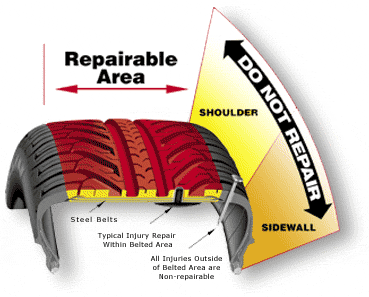 Repairable
Area
DO NOT REPAIR
SHOULDER
SIDEWALL
Steel Belts
Typical Injury Repair
Within Belted Area
All Injuries Outside
of Belted Area are
Non-repairable